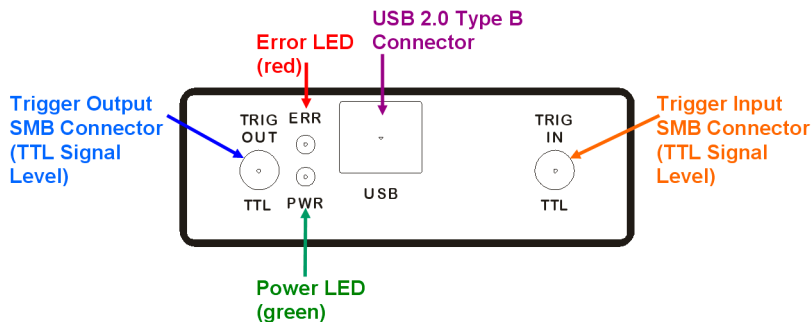 USB 2.0 Type B
Connector
Error LED
(red)
Trigger Output
SMB Connector
(TTL Signal
Level)
TRIG
OUT
TTL
ERR
PWR
USB
TRIG
IN
TTL
Trigger Input
SMB Connector
(TTL Signal
Level)
Power LED
(green)